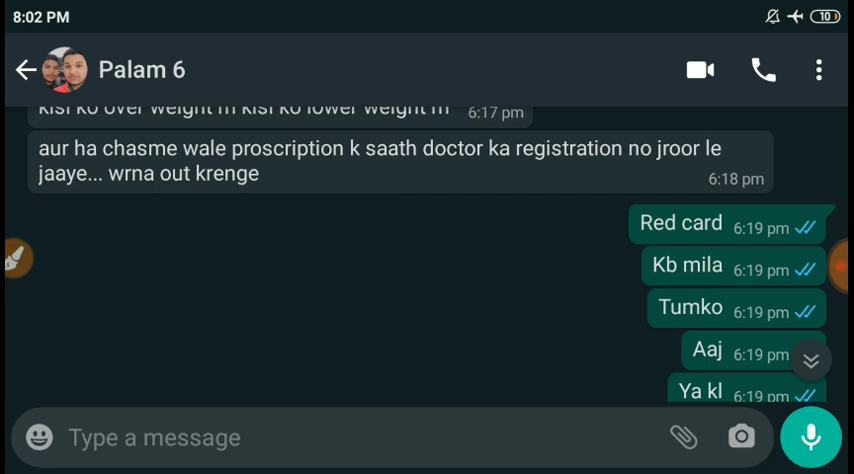 8:02 PM
10
Palam 6
kisi ko over weight m kisi ko lower weight m 6:17 pm
aur ha chasme wale proscription k saath doctor ka registration no jroor le
jaaye... wrna out krenge
6:18 pm
Red card 6:19 pm
Kb mila 6:19 pm
Tumko 6:19 pm
Aaj 6:19 pm
Ya kl 6:19 pm
Type a message